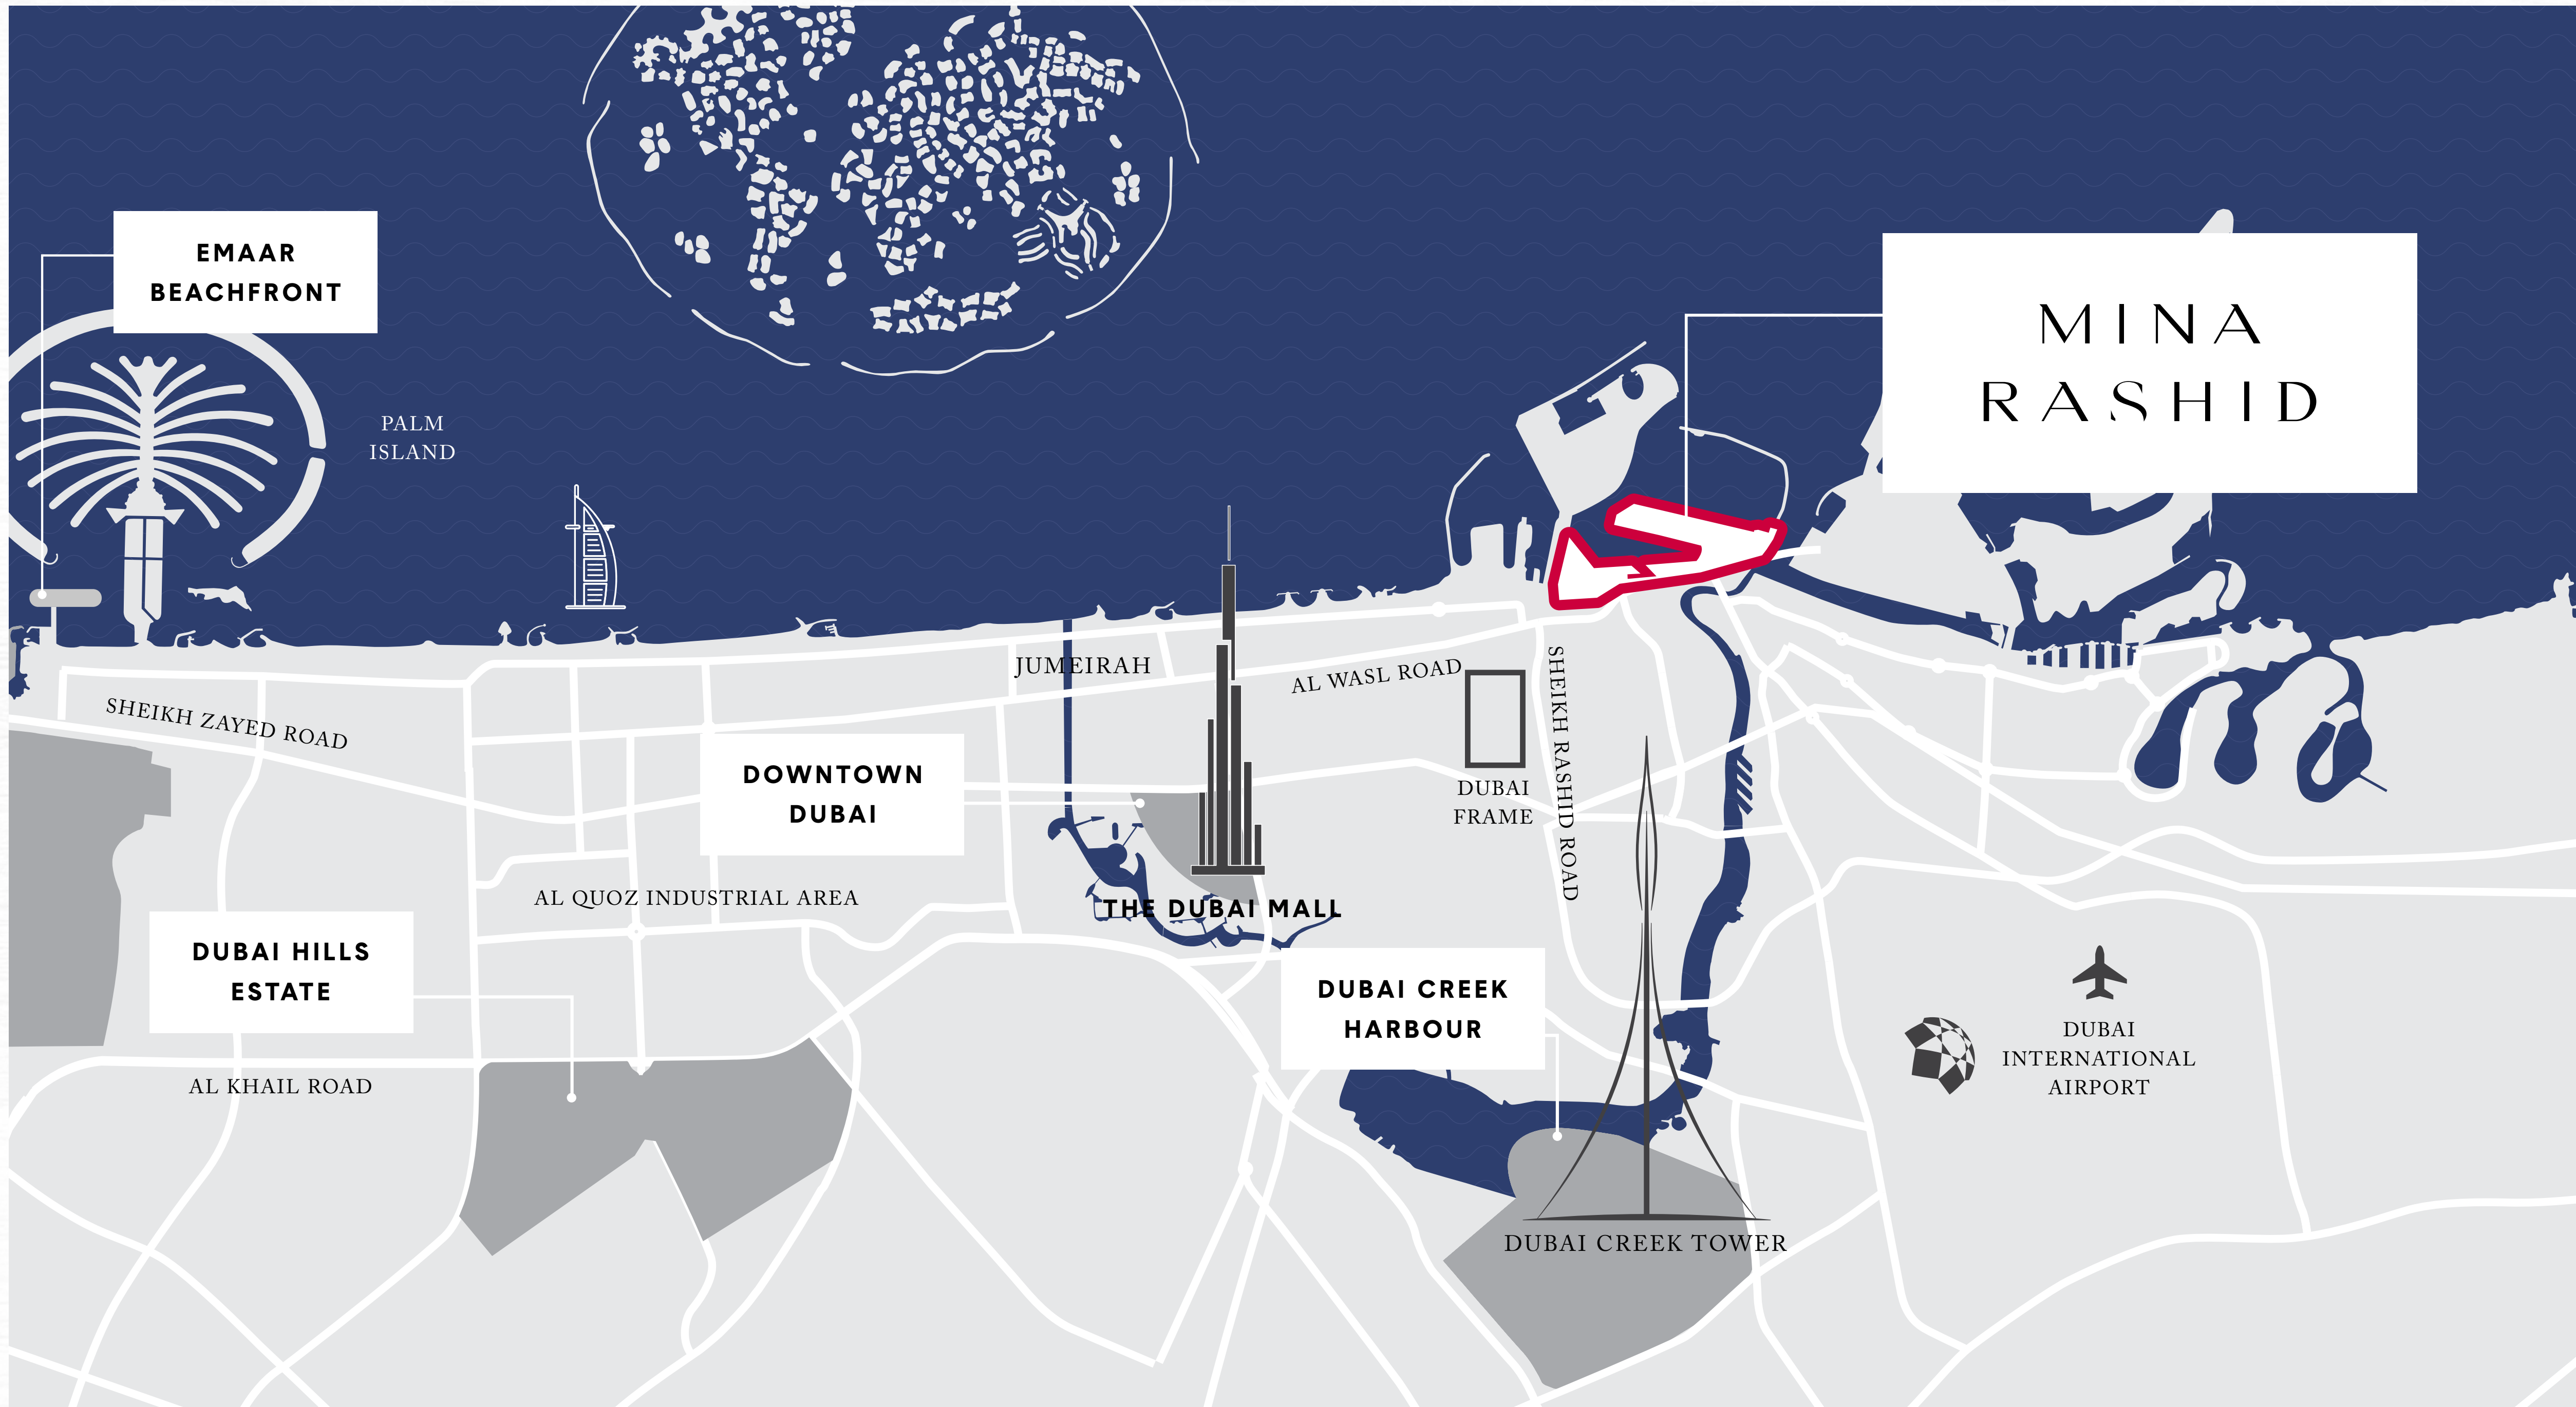 EMAAR
BEACHFRONT
MINA
RASHID
PALM
ISLAND
JUMEIRAH
AL WASL ROAD
SHEIKH RASHID ROAD
SHEIKH ZAYED ROAD
DOWNTOWN
DUBAI
DUBAI
FRAME
AL QUOZ INDUSTRIAL AREA
THE DUBAI MALL
DUBAI HILLS
ESTATE
DUBAI CREEK
HARBOUR
DUBAI
INTERNATIONAL
AIRPORT
AL KHAIL ROAD
DUBAI CREEK TOWER